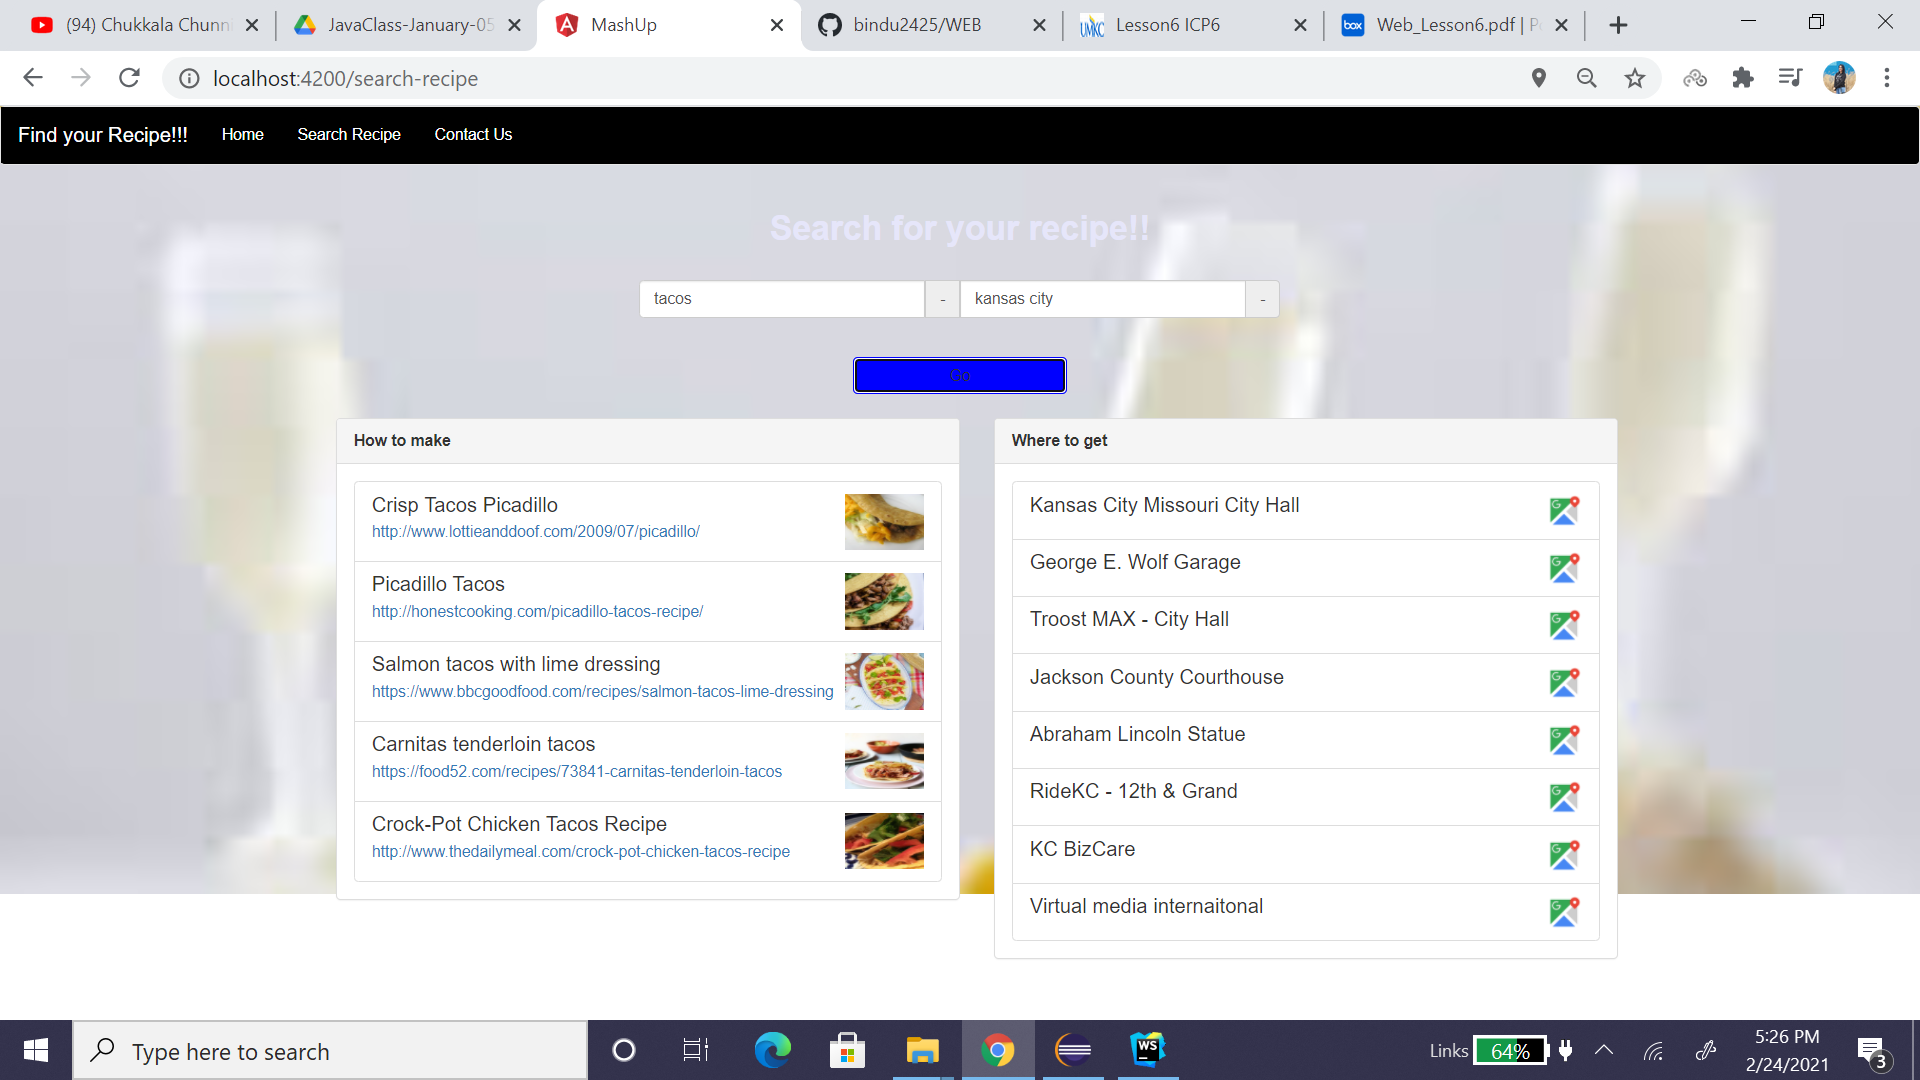 (94) Chukkala Chunni
JavaClass-January-05
MashUp
bindu2425/WEB
Lesson6 ICP6
box
Web_Lesson6.pdf |
localhost:4200/search-recipe
Find your Recipe!!!
Home
Search Recipe
Contact Us
Search for your recipe!!
tacos
-
kansas city
-
Go
How to make
Crisp Tacos Picadillo
http://www.lottieanddoof.com/2009/07/picadillo/
Picadillo Tacos
http://honestcooking.com/picadillo-tacos-recipe/
Salmon tacos with lime dressing
https://www.bbcgoodfood.com/recipes/salmon-tacos-lime-dressing
Carnitas tenderloin tacos
https://food52.com/recipes/73841-carnitas-tenderloin-tacos
Crock-Pot Chicken Tacos Recipe
http://www.thedailymeal.com/crock-pot-chicken-tacos-recipe
Where to get
Kansas City Missouri City Hall
George E. Wolf Garage
Troost MAX - City Hall
Jackson County Courthouse
Abraham Lincoln Statue
RideKC - 12th & Grand
KC BizCare
Virtual media internaitonal
Type here to search
WS
Links
64%
5:26 PM
2/24/2021
3